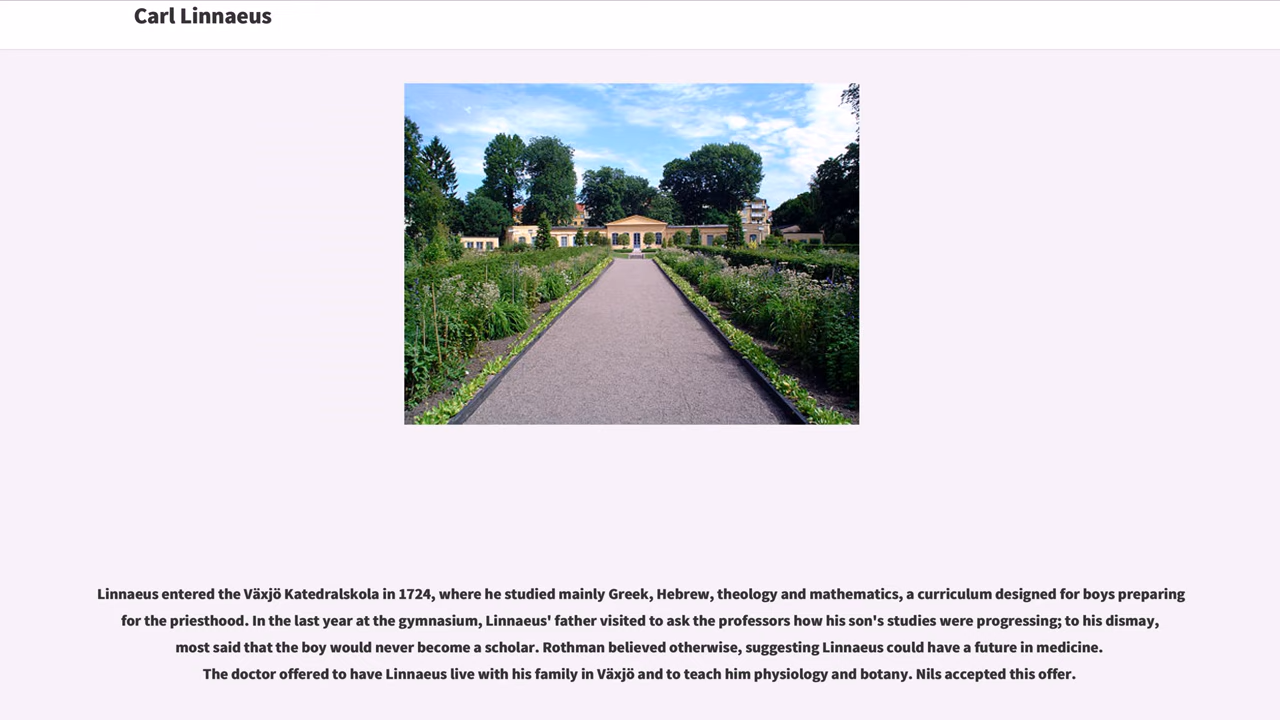 Carl Linnaeus
Linnaeus entered the Växjö Katedralskola in 1724, where he studied mainly Greek, Hebrew, theology and mathematics, a curriculum designed for boys preparing
for the priesthood. In the last year at the gymnasium, Linnaeus' father visited to ask the professors how his son's studies were progressing; to his dismay,
most said that the boy would never become a scholar. Rothman believed otherwise, suggesting Linnaeus could have a future in medicine.
The doctor offered to have Linnaeus live with his family in Växjö and to teach him physiology and botany. Nils accepted this offer.